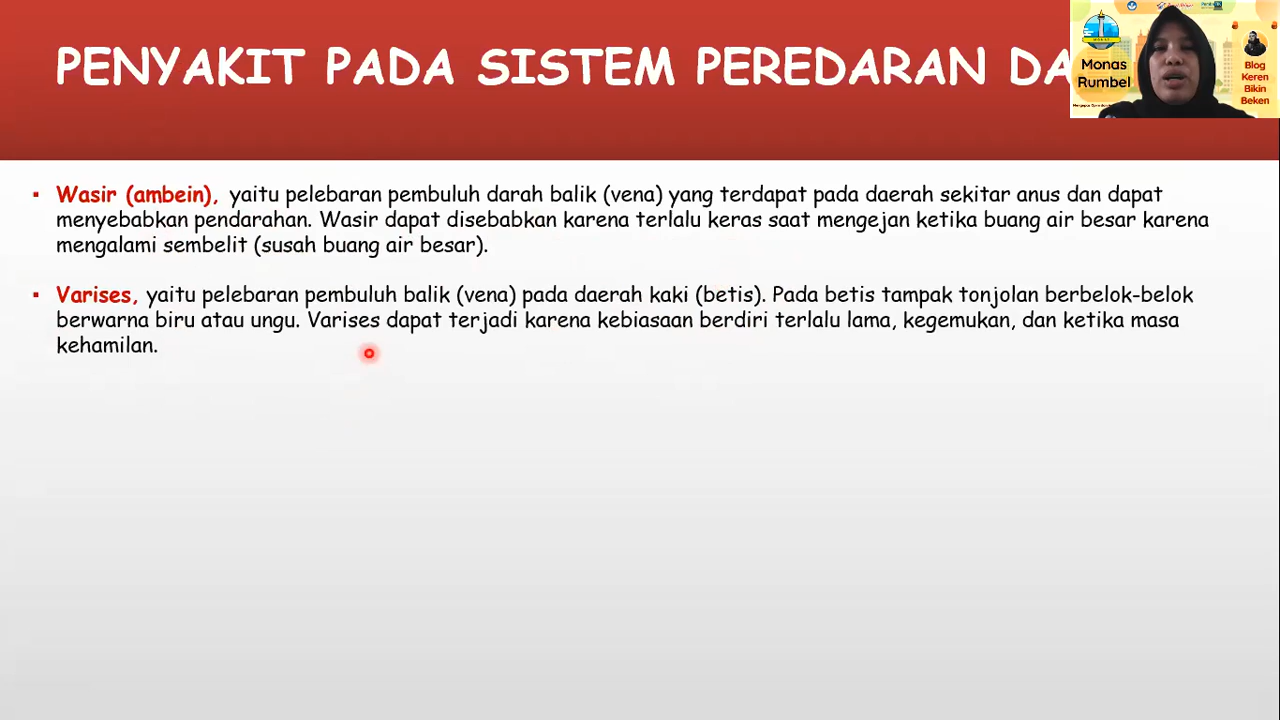 PENYAKIT PADA SISTEM PEREDARAN DA
Monas
Rumbel
Blog
Keren
Bikin
Beken
▪ Wasir (ambein), yaitu pelebaran pembuluh darah balik (vena) yang terdapat pada daerah sekitar anus dan dapat
menyebabkan pendarahan. Wasir dapat disebabkan karena terlalu keras saat mengejan ketika buang air besar karena
mengalami sembelit (susah buang air besar).
▪ Varises, yaitu pelebaran pembuluh balik (vena) pada daerah kaki (betis). Pada betis tampak tonjolan berbelok-belok
berwarna biru atau ungu. Varises dapat terjadi karena kebiasaan berdiri terlalu lama, kegemukan, dan ketika masa
kehamilan.